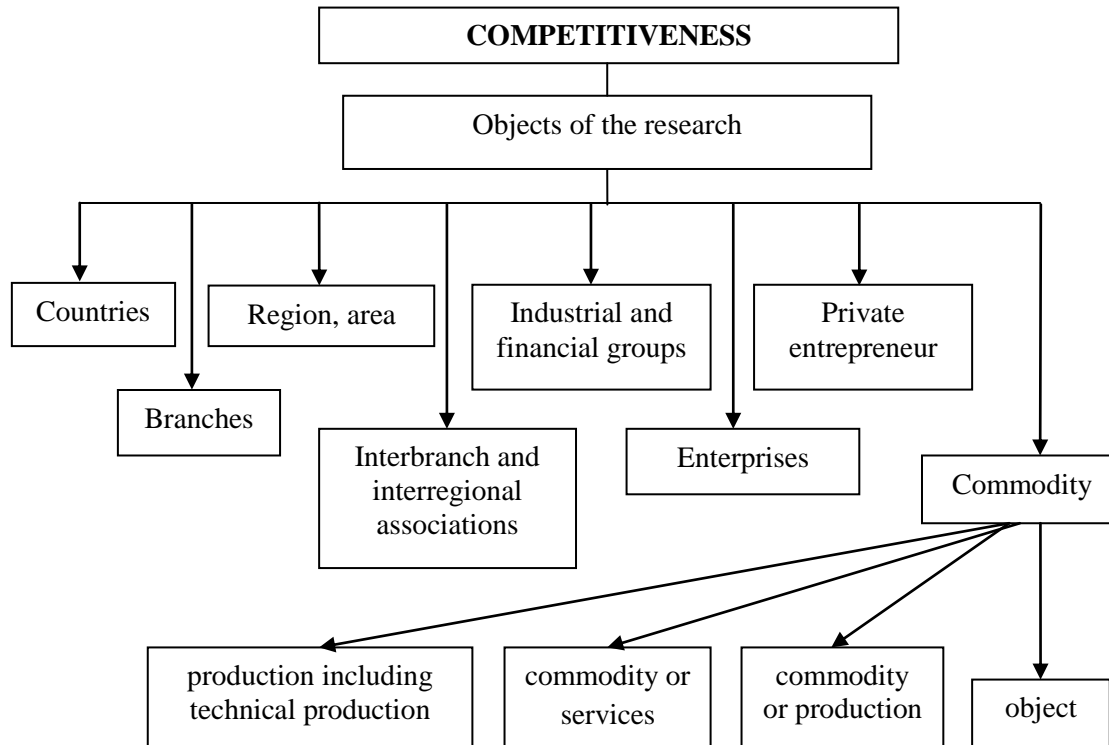 COMPETITIVENESS
Objects of the research
Countries
Region, area
Industrial and
financial groups
Private
entrepreneur
Branches
Interbranch and
interregional
associations
Enterprises
Commodity
production including
technical production
commodity or
services
commodity
or production
object